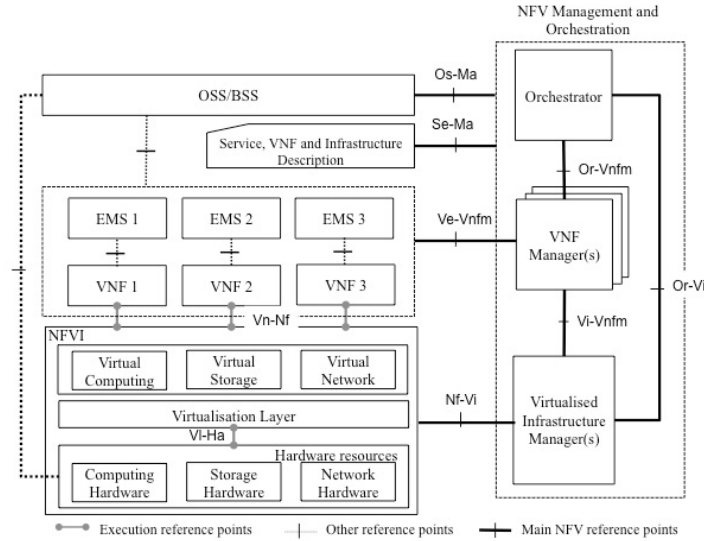 NFV Management and
Orchestration
Os-Ma
OSS/BSS
Orchestrator
Se-Ma
Service, VNF and Infrastructure
Description
Or-Vnfm
EMS 1
EMS 2
EMS 3
Ve-Vnfm
VNF
Manager(s)
VNF 1
VNF 2
VNF 3
Or-Vi
Vn-Nf
NFVI
Vi-Vnfm
Virtual
Computing
Virtual
Storage
Virtual
Network
Virtualisation Layer
Nf-Vi
Virtualised
Infrastructure
Manager(s)
Vl-Ha
Hardware resources
Computing
Hardware
Storage
Hardware
Network
Hardware
Execution reference points
Other reference points
Main NFV reference points